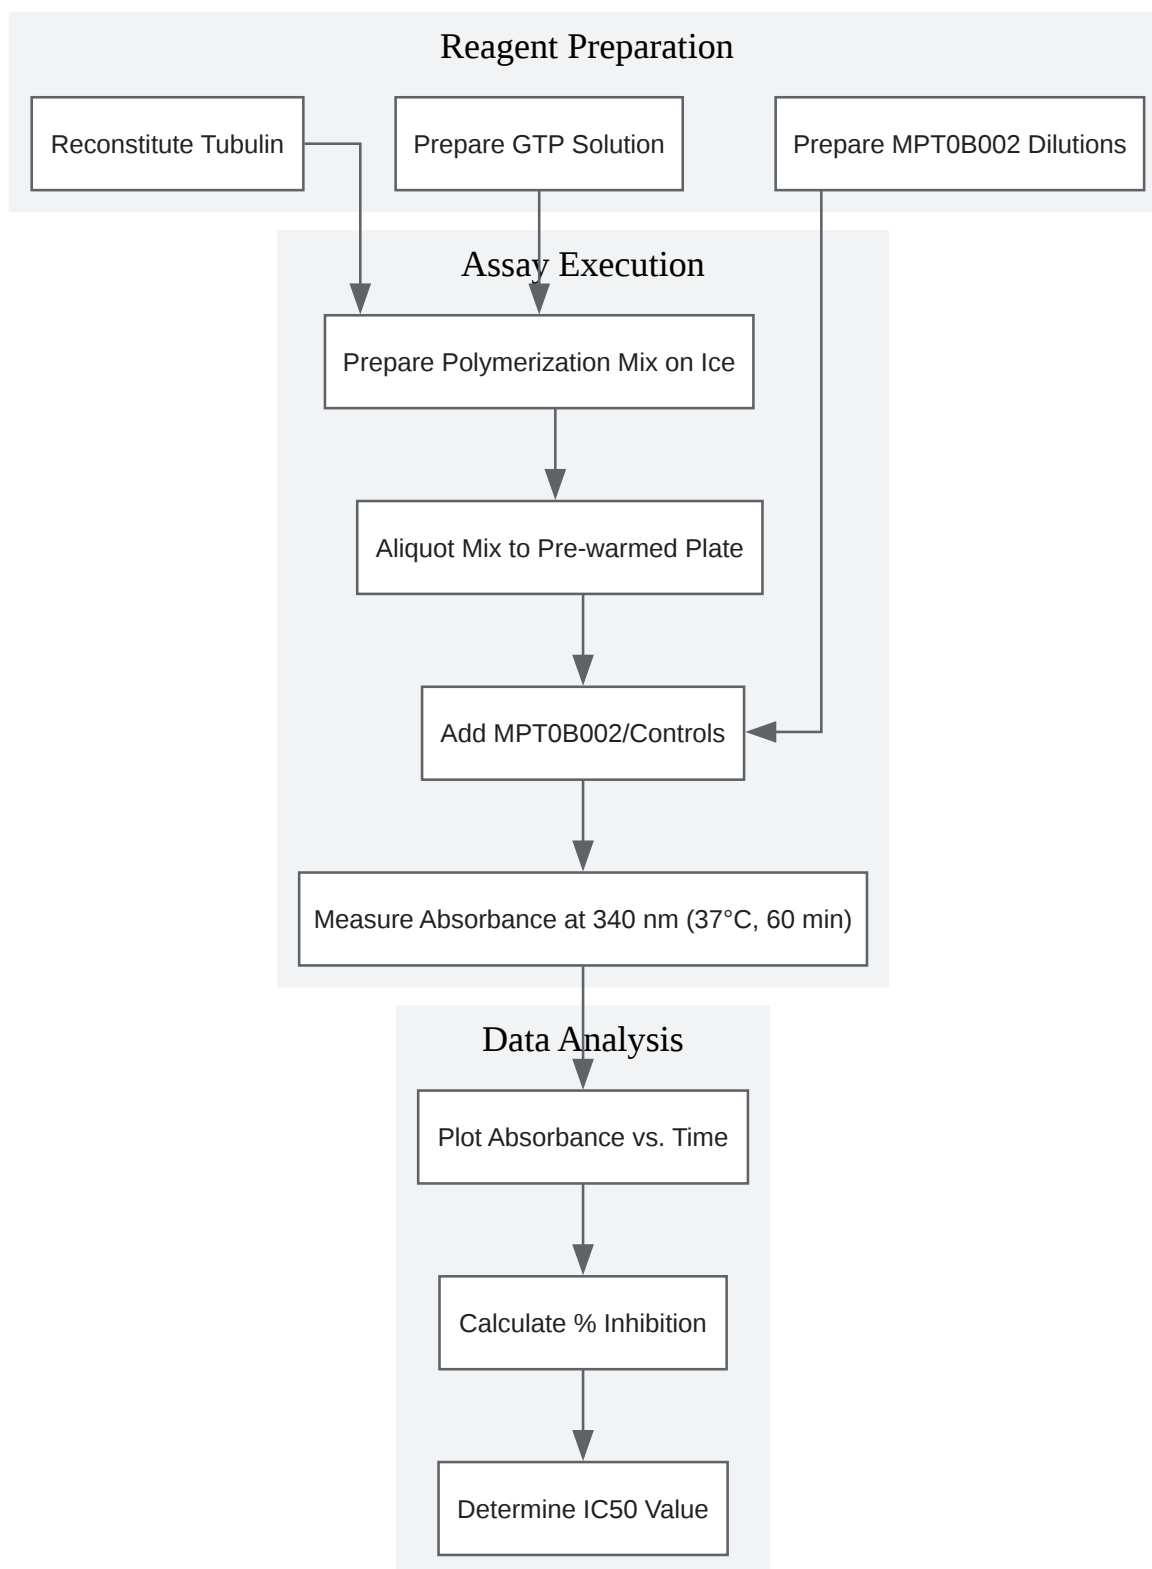 Reagent Preparation
Reconstitute Tubulin
Prepare GTP Solution
Prepare MPT0B002 Dilutions
Assay Execution
Prepare Polymerization Mix on Ice
Aliquot Mix to Pre-warmed Plate
Add MPT0B002/Controls
Measure Absorbance at 340 nm (37°C, 60 min)
Data Analysis
Plot Absorbance vs. Time
Calculate % Inhibition
Determine IC50 Value